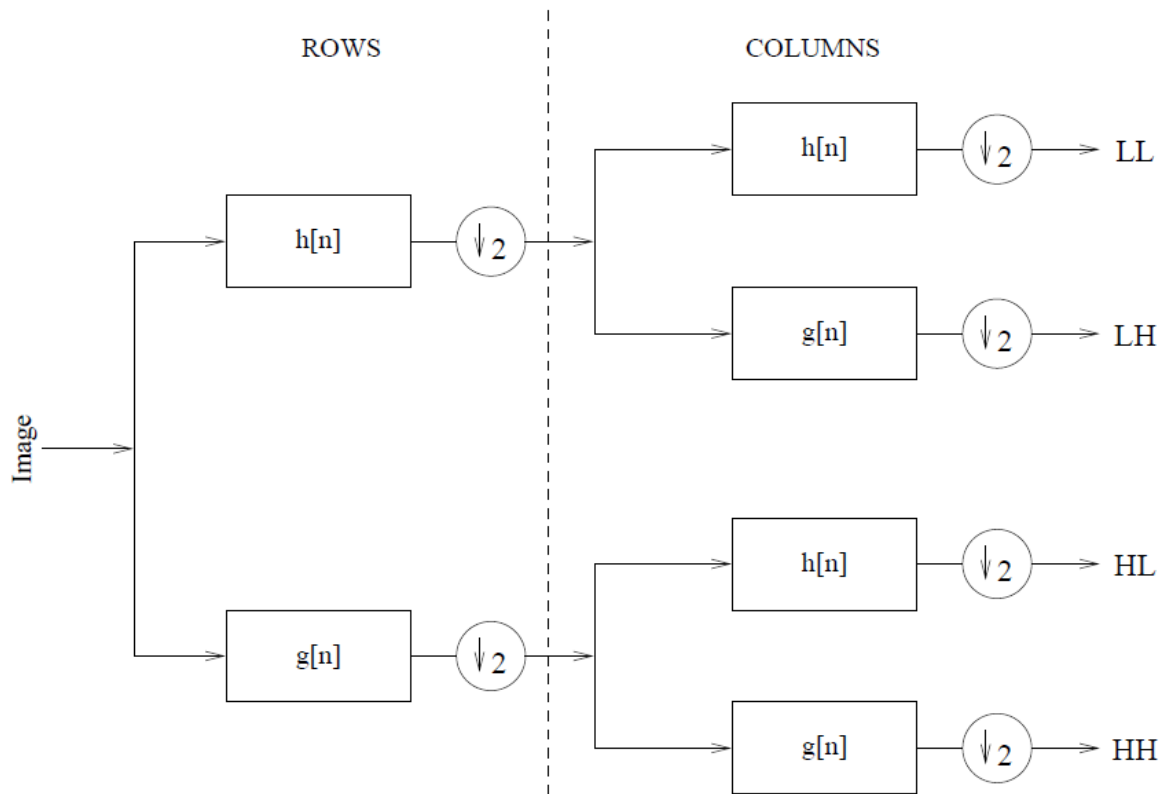 ROWS
COLUMNS
h[n]
↓2
LL
h[n]
↓2
g[n]
↓2
LH
Image
h[n]
↓2
HL
g[n]
↓2
g[n]
↓2
HH